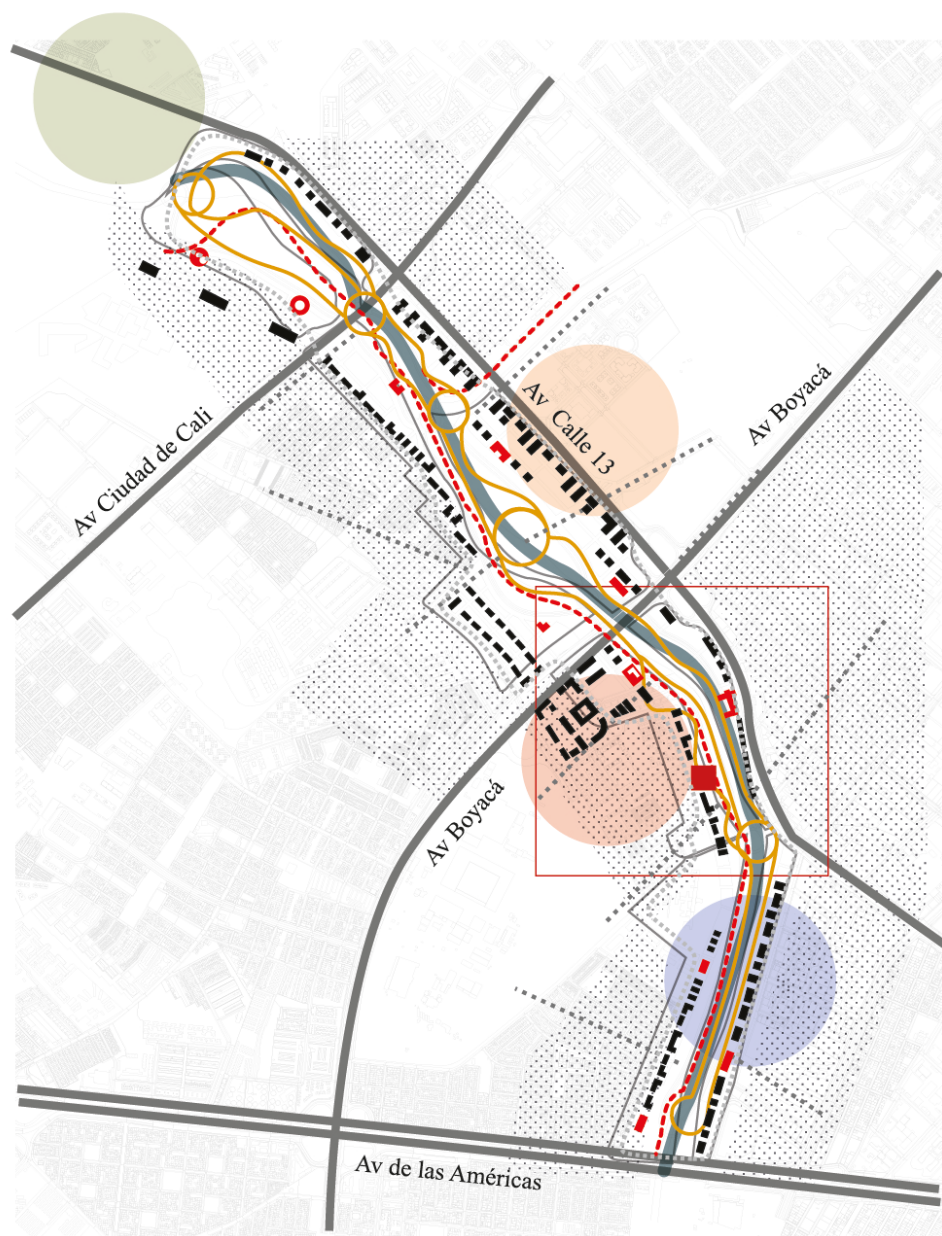 Av Calle 13
Av Boyacá
Av Ciudad de Cali
Av Boyacá
Av de las Américas